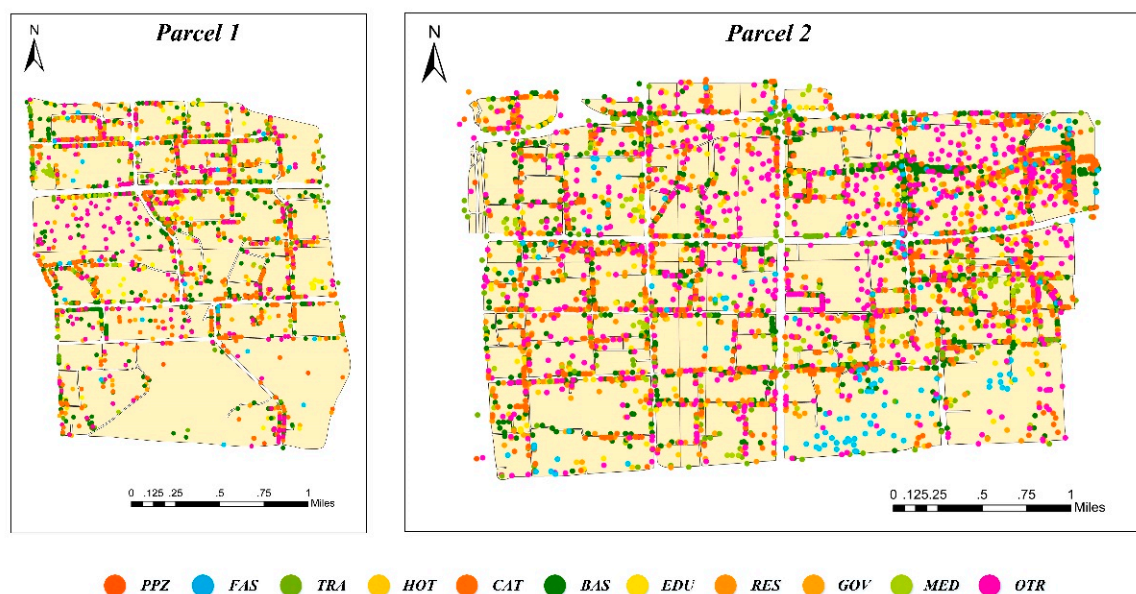 Parcel 1
N
0 .125 .25 .5 .75 1
Miles
Parcel 2
N
0 .125.25 .5 .75 1
Miles
PPZ FAS TRA HOT CAT BAS EDU RES GOV MED OTR